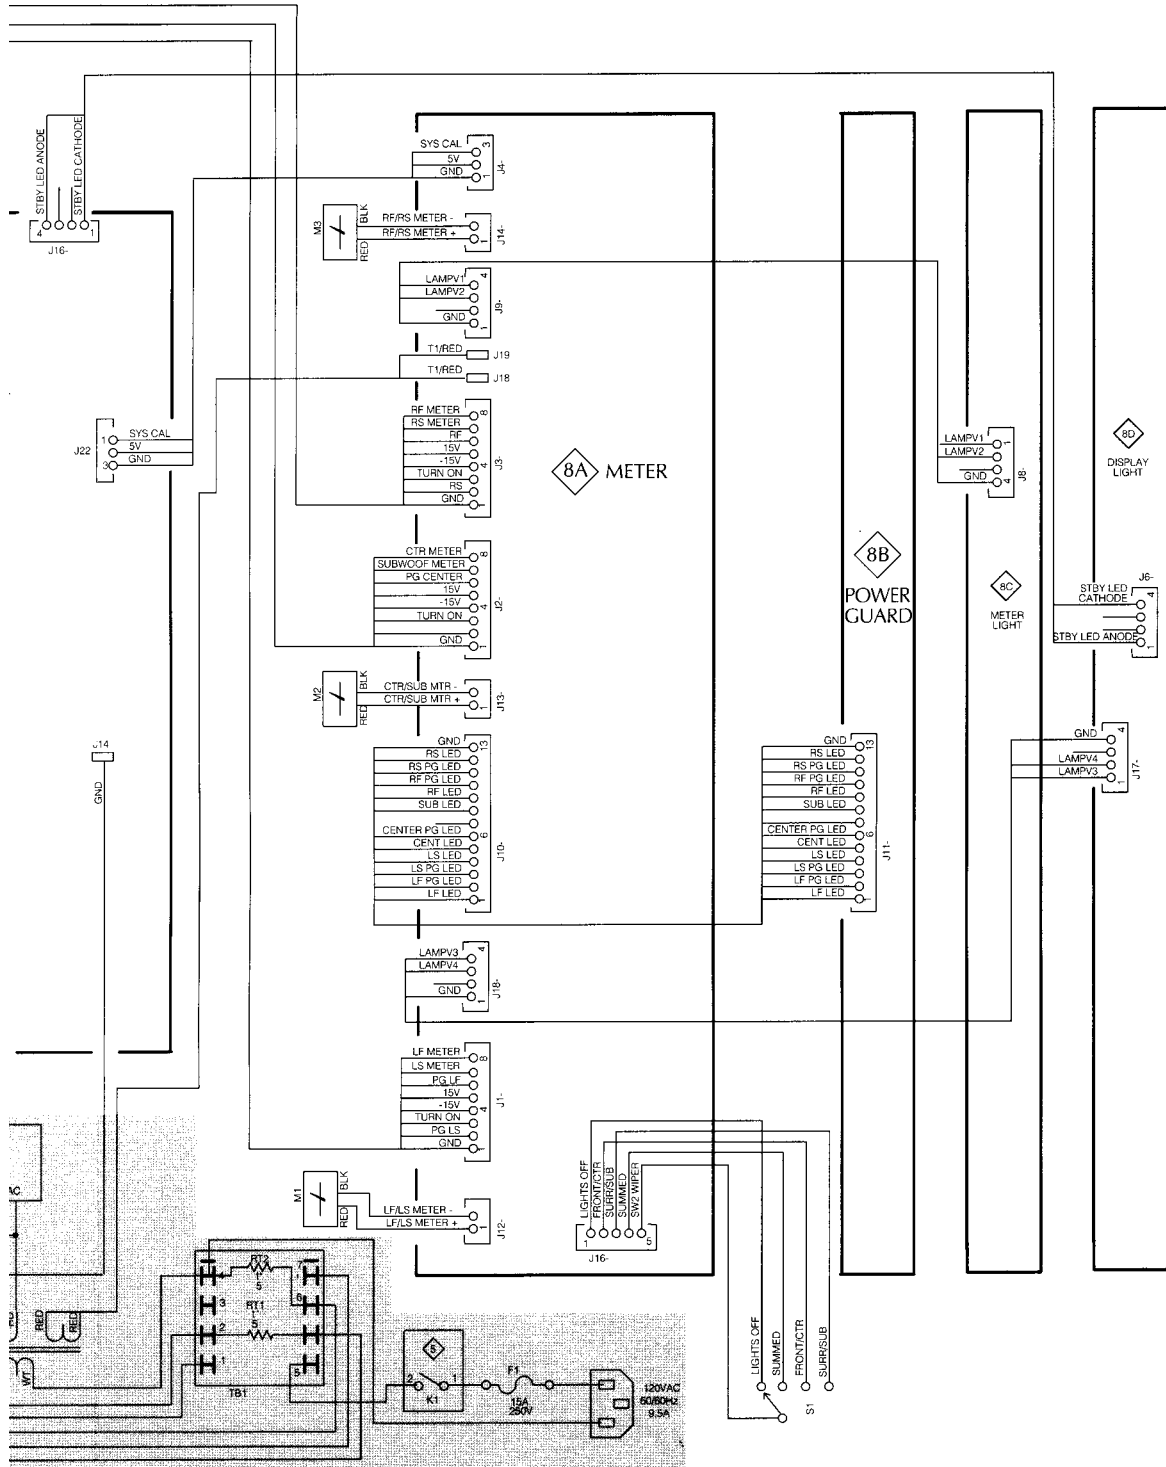 STBY LED ANODE
STBY LED CATHODE
4
1
J16-
SYS CAL
5V
GND
3
1
J4-
M3
BLK
RED
RF/RS METER -
RF/RS METER +
1
J14-
LAMPV1
LAMPV2
GND
4
1
J9-
T1/RED
J19
T1/RED
J18
J22
1
3
SYS CAL
5V
GND
RF METER
RS METER
RF
15V
-15V
TURN ON
RS
GND
8
4
1
J3-
8A
METER
CTR METER
SUBWOOF METER
PG CENTER
15V
-15V
TURN ON
GND
8
4
1
J2-
M2
BLK
RED
CTR/SUB MTR -
CTR/SUB MTR +
1
J13-
J14
GND
GND
RS LED
RS PG LED
RF PG LED
RF LED
SUB LED
CENTER PG LED
CENT LED
LS LED
LS PG LED
LF PG LED
LF LED
13
6
1
J10-
8B
POWER
GUARD
GND
RS LED
RS PG LED
RF PG LED
RF LED
SUB LED
CENTER PG LED
CENT LED
LS LED
LS PG LED
LF PG LED
LF LED
13
6
1
J11-
LAMPV1
LAMPV2
GND
1
4
J8-
8C
METER
LIGHT
8D
DISPLAY
LIGHT
J6-
STBY LED
CATHODE
STBY LED ANODE
4
1
GND
LAMPV4
LAMPV3
4
1
J17-
LAMPV3
LAMPV4
GND
4
1
J18-
LF METER
LS METER
PG LF
15V
-15V
TURN ON
PG LS
GND
8
4
1
J1-
M1
BLK
RED
LF/LS METER -
LF/LS METER +
1
J12-
LIGHTS OFF
FRONT/CTR
SURR/SUB
SUMMED
SW2 WIPER
1
5
J16-
LIGHTS OFF
SUMMED
FRONT/CTR
SURR/SUB
S1
AC
RED
RED
WT
4
3
2
1
RT2
5
RT1
5
7
6
5
TB1
5
2
1
K1
F1
15A
250V
120VAC
50/60Hz
9.5A